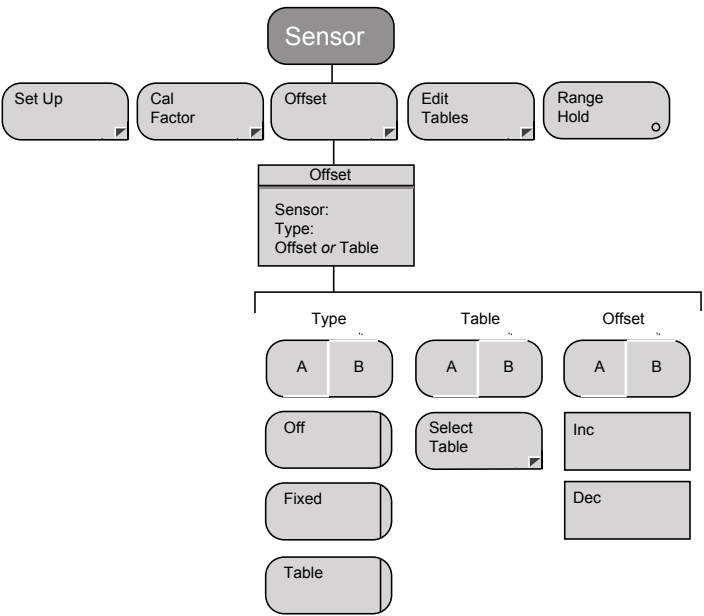 Sensor
Set Up
Cal
Factor
Offset
Edit
Tables
Range
Hold
Offset
Sensor:
Type:
Offset or Table
Type
Table
Offset
A B
A B
A B
Off
Select
Table
Inc
Fixed
Dec
Table